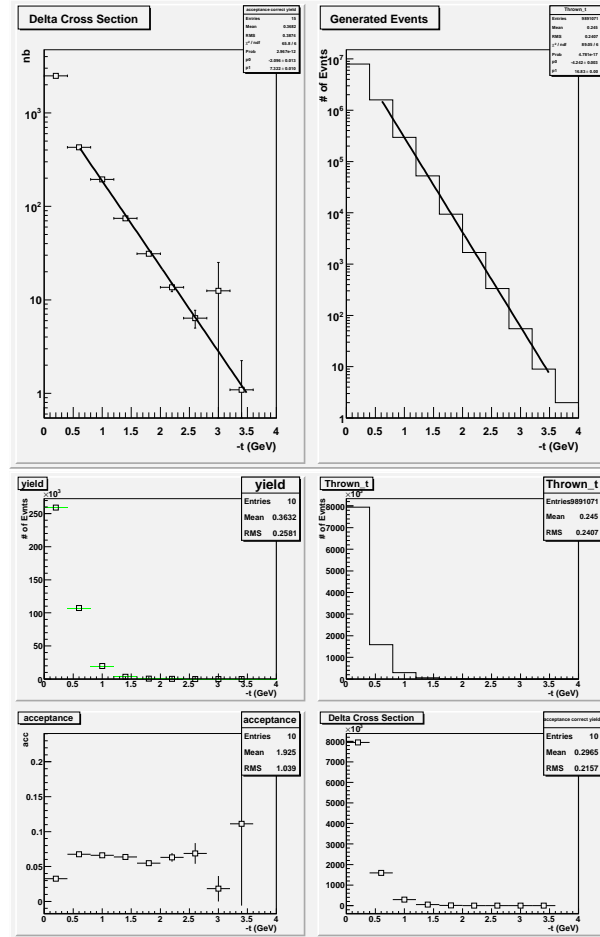 Delta Cross Section
acceptance correct yield
Entries 10
Mean 0.3682
RMS 0.3075
nb
10³
10²
10
1
0 0.5 1 1.5 2 2.5 3 3.5 4
-t (GeV)
Generated Events
Thrown_t
Entries 9891071
Mean 0.245
RMS 0.2407
# of Evnts
10⁷
10⁶
10⁵
10⁴
10³
10²
10
1
0 0.5 1 1.5 2 2.5 3 3.5 4
-t (GeV)
yield
yield
Entries 10
Mean 0.3632
RMS 0.2581
×10³
# of Evnts
250
200
150
100
50
0
0 0.5 1 1.5 2 2.5 3 3.5 4
-t (GeV)
Thrown_t
Thrown_t
Entries9891071
Mean 0.245
RMS 0.2407
# of Evnts
8000
7000
6000
5000
4000
3000
2000
1000
0
0 0.5 1 1.5 2 2.5 3 3.5 4
-t (GeV)
acceptance
acceptance
Entries 10
Mean 1.925
RMS 1.039
acc
0.2
0.15
0.1
0.05
0
0 0.5 1 1.5 2 2.5 3 3.5 4
-t (GeV)
Delta Cross Section
acceptance correct yield
Entries 10
Mean 0.2965
RMS 0.2157
8000
7000
6000
5000
4000
3000
2000
1000
0
0 0.5 1 1.5 2 2.5 3 3.5 4
-t (GeV)